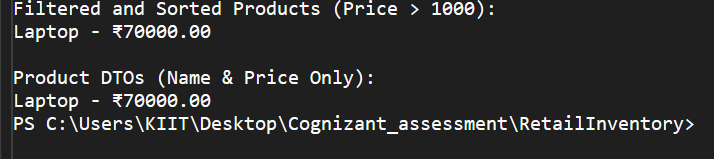 Filtered and Sorted Products (Price > 1000):
Laptop - ₹70000.00
Product DTOs (Name & Price Only):
Laptop - ₹70000.00
PS C:\Users\KIIT\Desktop\Cognizant_assessment\RetailInventory>